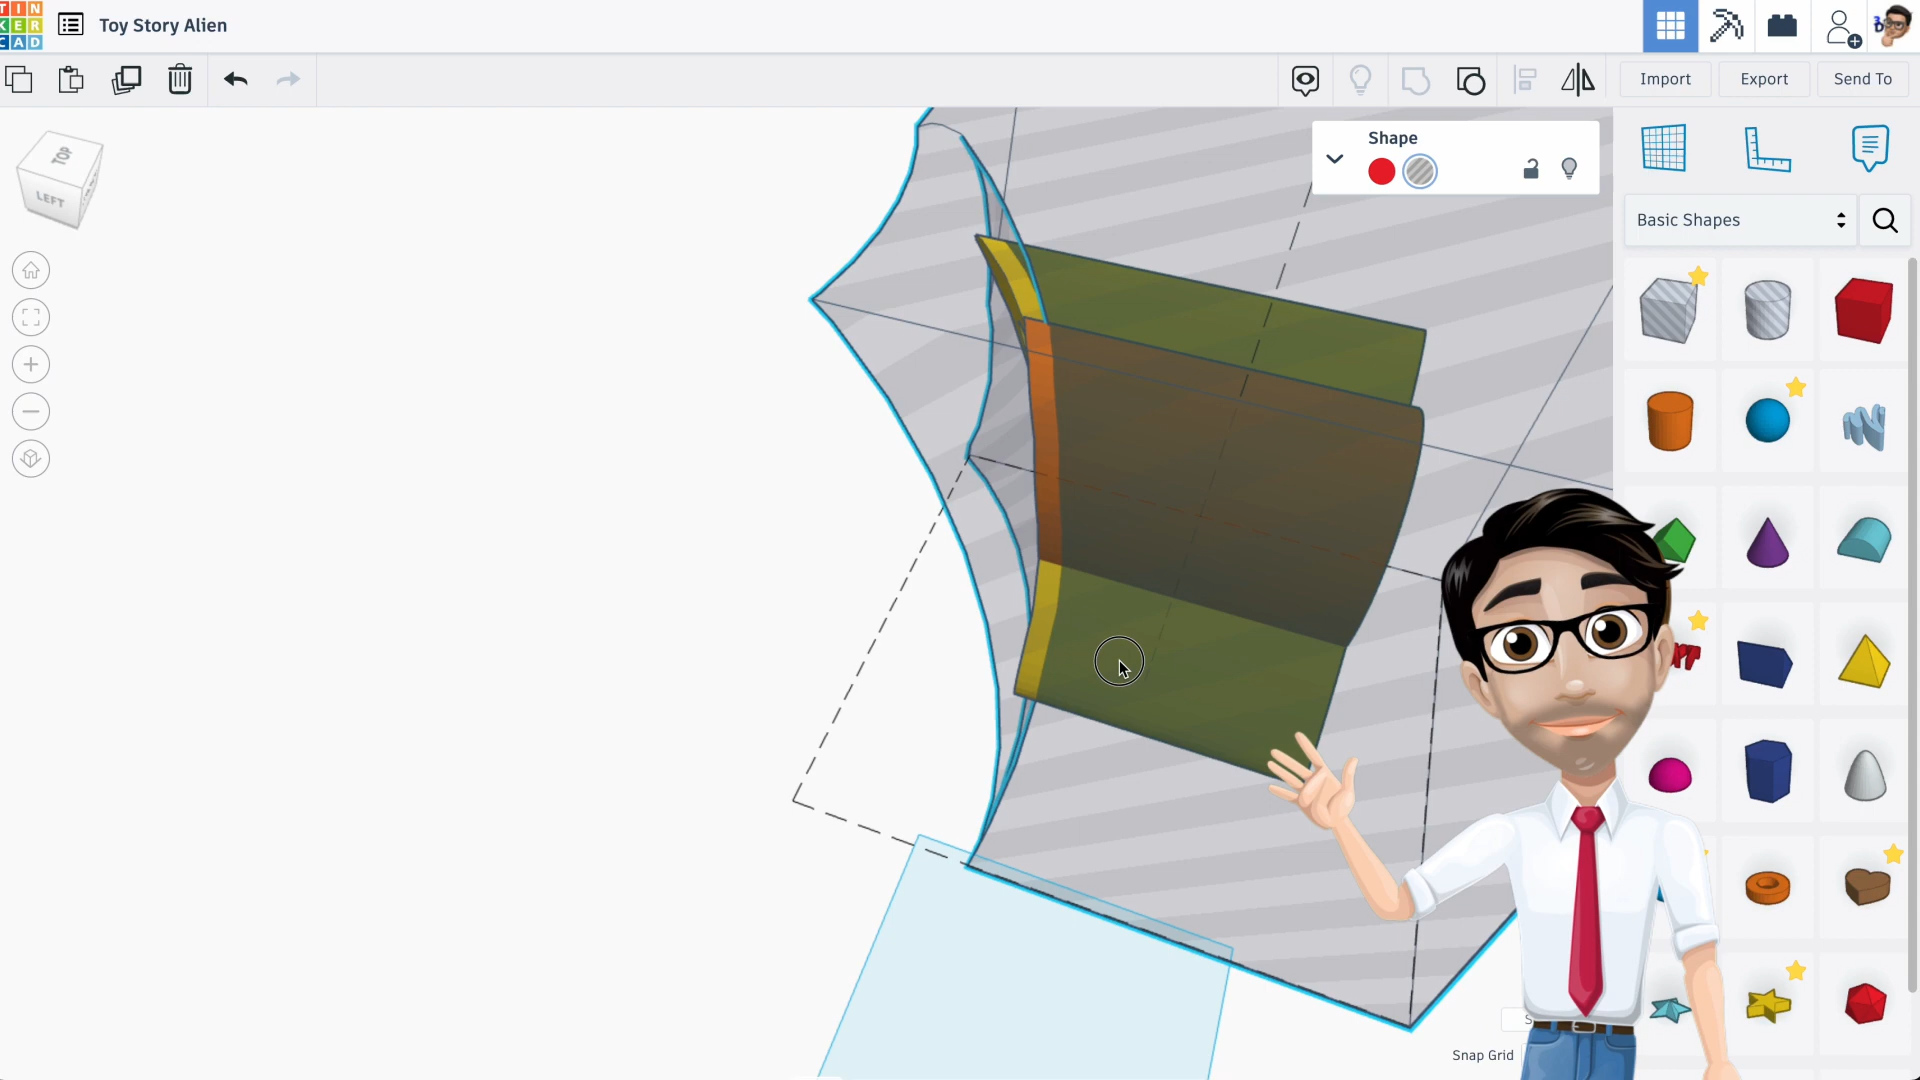 TIN
KER
CAD
Toy Story Alien
Import
Export
Send To
TOP
LEFT
Shape
Basic Shapes
Snap Grid